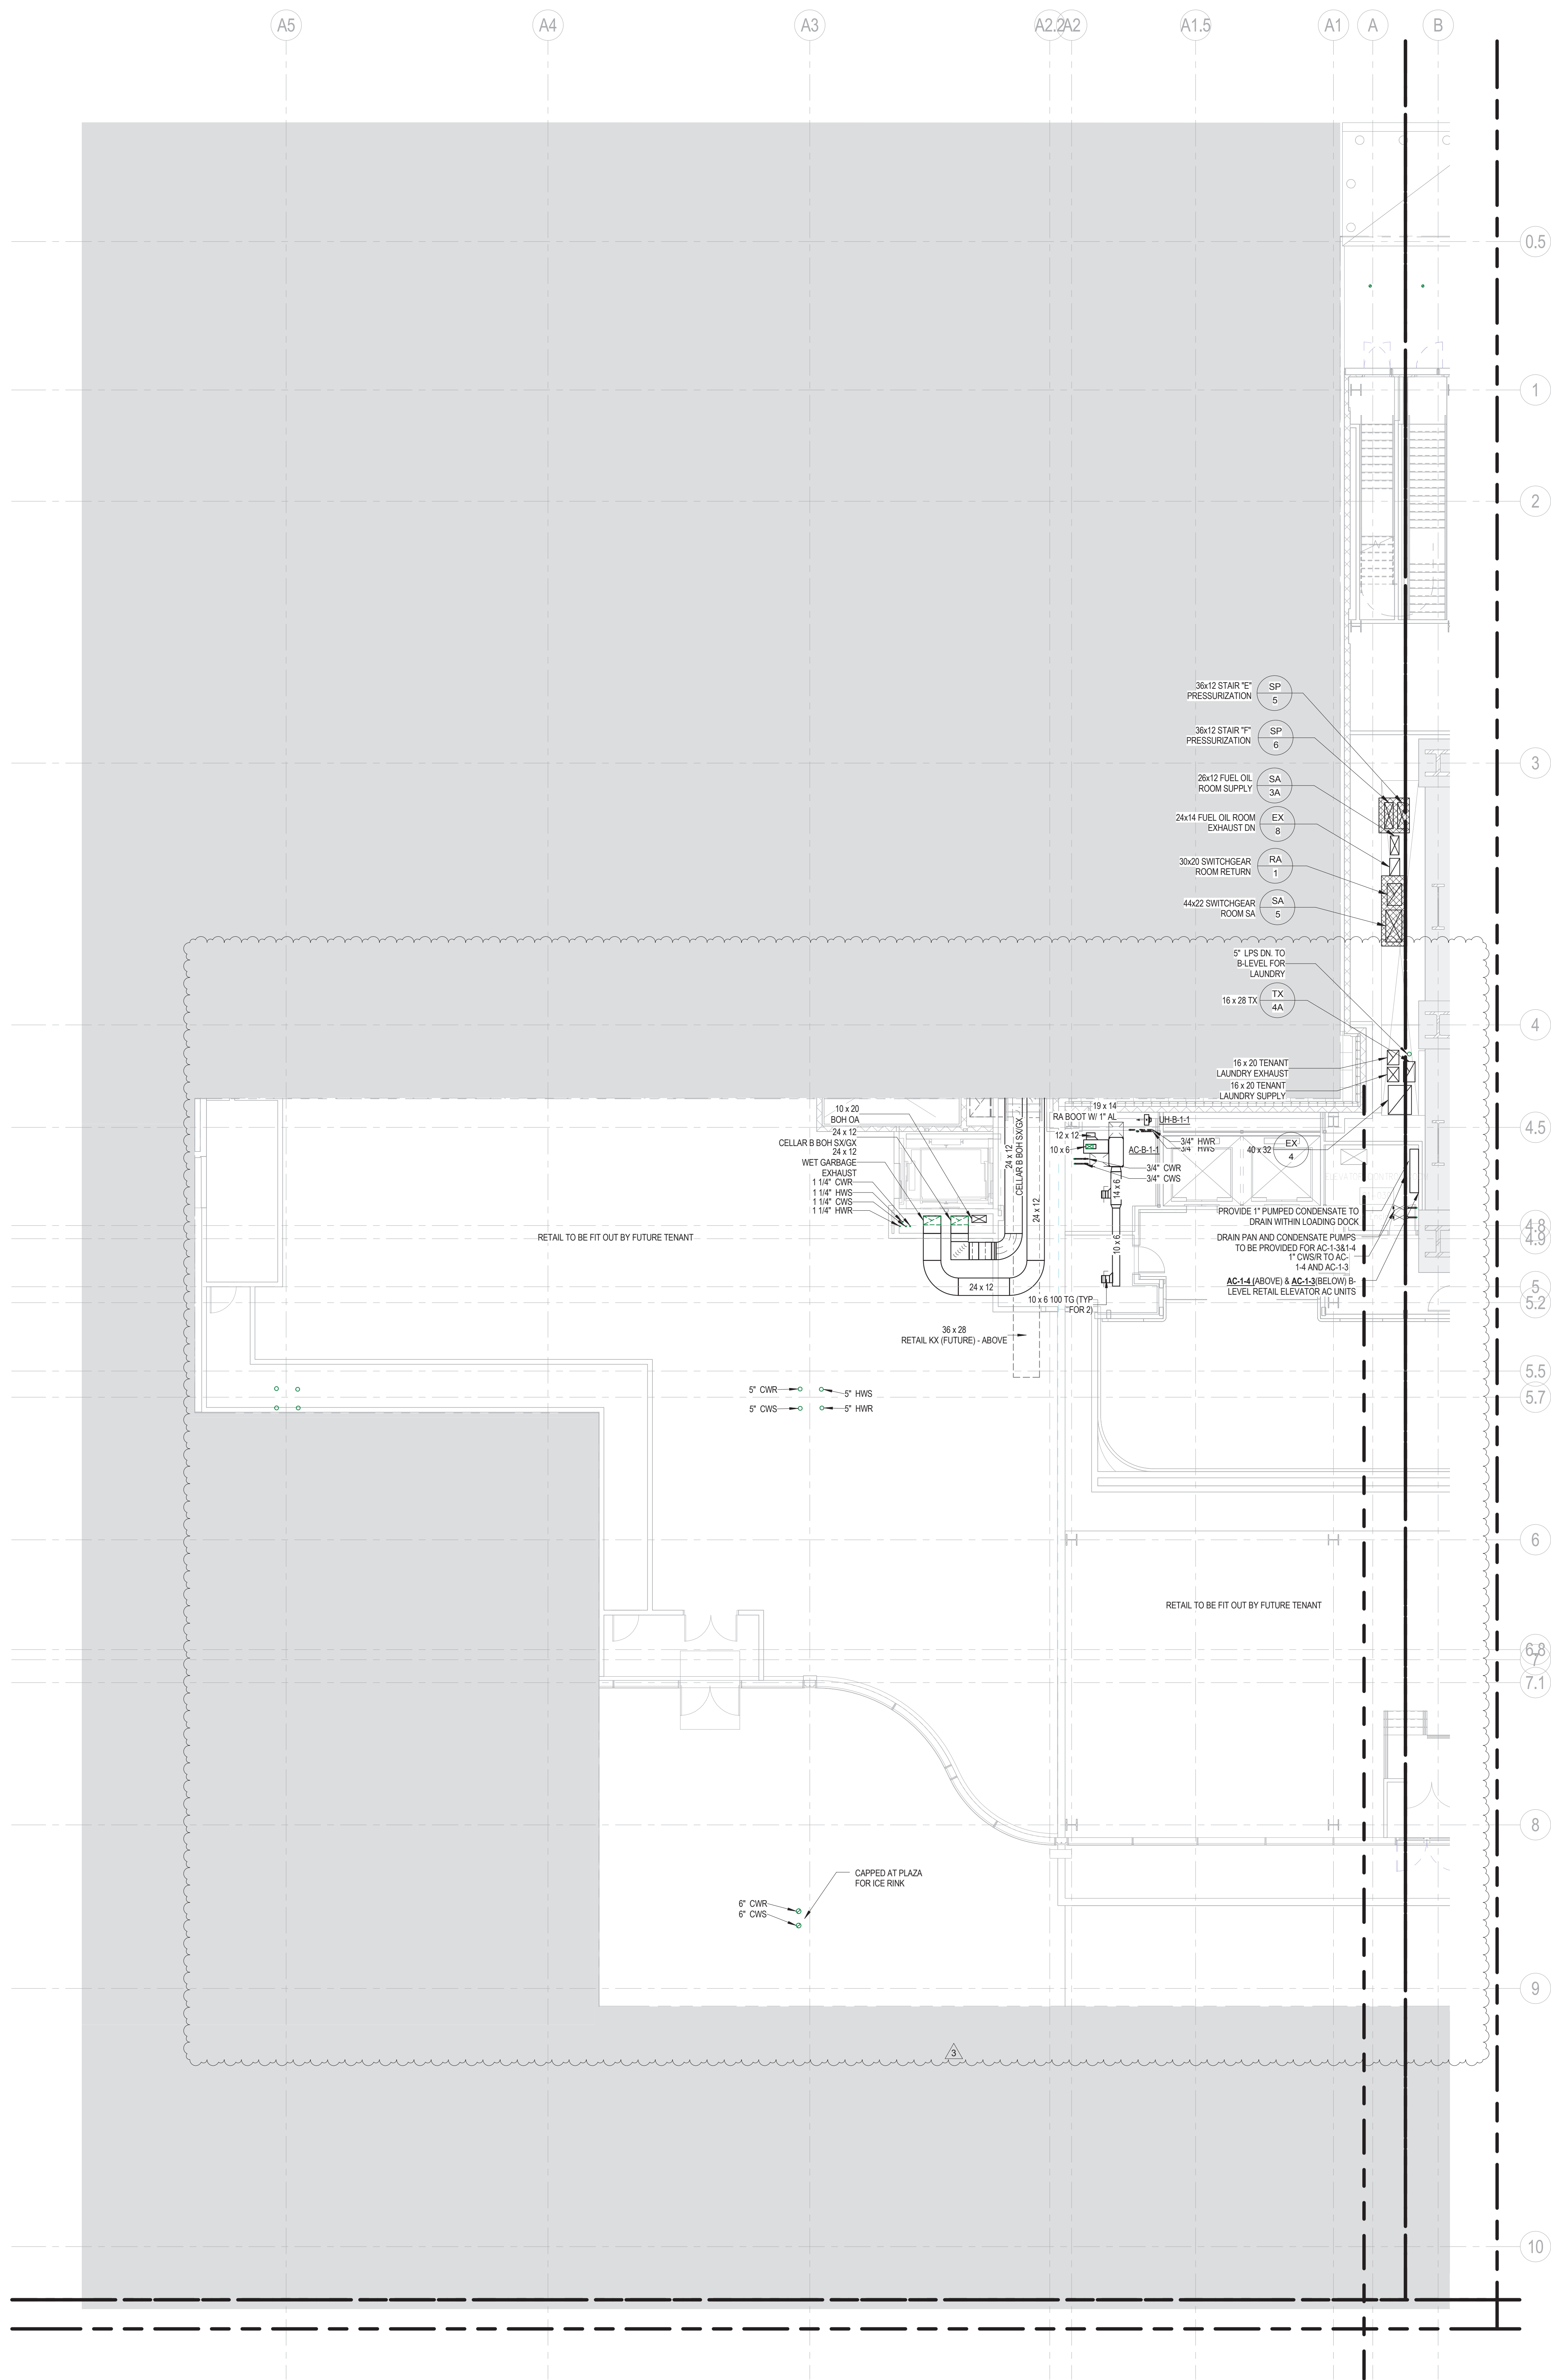 A5
A4
A3
A2.2
A2
A1.5
A1
A
B
0.5
1
2
36x12 STAIR "E"
PRESSURIZATION
SP
5
36x12 STAIR "F"
PRESSURIZATION
SP
6
3
26x12 FUEL OIL
ROOM SUPPLY
SA
3A
24x14 FUEL OIL ROOM
EXHAUST DN
EX
8
30x20 SWITCHGEAR
ROOM RETURN
RA
1
44x22 SWITCHGEAR
ROOM SA
SA
5
5" LPS DN. TO
B-LEVEL FOR
LAUNDRY
16 x 28 TX
TX
4A
4
16 x 20 TENANT
LAUNDRY EXHAUST
16 x 20 TENANT
LAUNDRY SUPPLY
10 x 20
BOH OA
24 x 12
CELLAR B BOH SX/GX
24 x 12
WET GARBAGE
EXHAUST
1 1/4" CWR
1 1/4" HWS
1 1/4" CWS
1 1/4" HWR
24 x 12
CELLAR B BOH SX/GX
24 x 12
24 x 12
19 x 14
RA BOOT W/ 1" AL
UH-B-1-1
12 x 12
10 x 6
AC-B-1-1
3/4" HWR
3/4" HWS
3/4" CWR
3/4" CWS
14 x 6
10 x 6
40 x 32
EX
4
4.5
PROVIDE 1" PUMPED CONDENSATE TO
DRAIN WITHIN LOADING DOCK
DRAIN PAN AND CONDENSATE PUMPS
TO BE PROVIDED FOR AC-1-3&1-4
1" CWS/R TO AC-
1-4 AND AC-1-3
AC-1-4 (ABOVE) & AC-1-3(BELOW) B-
LEVEL RETAIL ELEVATOR AC UNITS
4.8
4.9
RETAIL TO BE FIT OUT BY FUTURE TENANT
5
5.2
10 x 6 100 TG (TYP
FOR 2)
36 x 28
RETAIL KX (FUTURE) - ABOVE
5.5
5.7
5" CWR
5" HWS
5" CWS
5" HWR
6
RETAIL TO BE FIT OUT BY FUTURE TENANT
6.8
7
7.1
8
CAPPED AT PLAZA
FOR ICE RINK
6" CWR
6" CWS
9
3
10